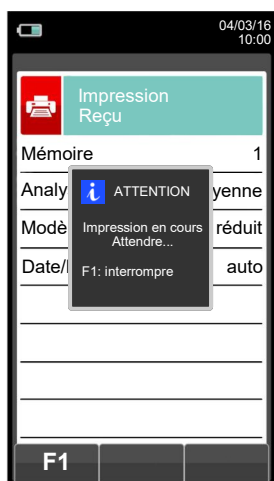 04/03/16
10:00
Impression
Reçu
Mémoire 1
Analy yenne
Modè réduit
Date/ auto
ATTENTION
Impression en cours
Attendre...
F1: interrompre
F1